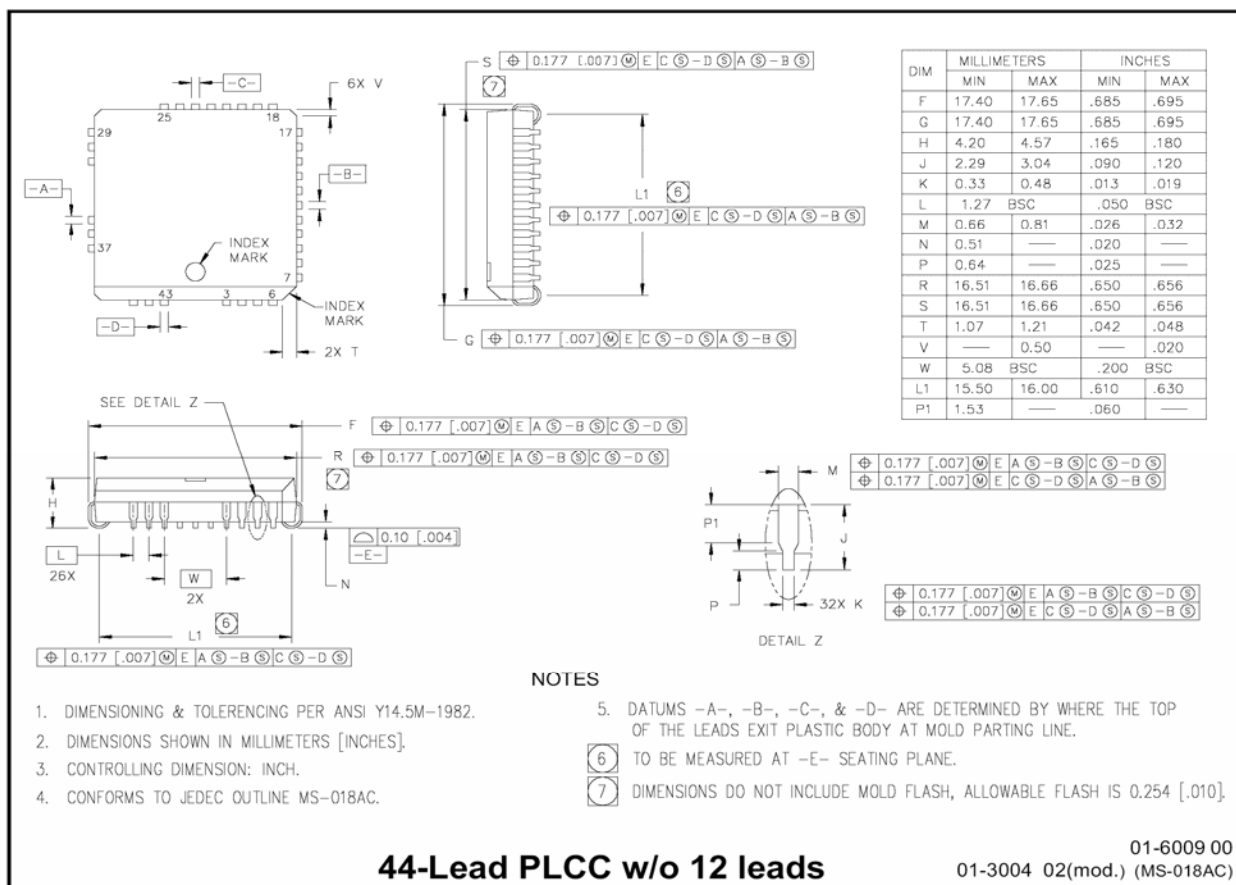 -C-
6X V
25
18
29
17
-A-
-B-
37
INDEX
MARK
7
43
3
6
INDEX
MARK
-D-
2X T
S ⌖ 0.177 [.007] Ⓜ E C Ⓢ -D Ⓢ A Ⓢ -B Ⓢ
7
L1 6
⌖ 0.177 [.007] Ⓜ E C Ⓢ -D Ⓢ A Ⓢ -B Ⓢ
G ⌖ 0.177 [.007] Ⓜ E C Ⓢ -D Ⓢ A Ⓢ -B Ⓢ
DIM MILLIMETERS INCHES
MIN MAX MIN MAX
F 17.40 17.65 .685 .695
G 17.40 17.65 .685 .695
H 4.20 4.57 .165 .180
J 2.29 3.04 .090 .120
K 0.33 0.48 .013 .019
L 1.27 BSC .050 BSC
M 0.66 0.81 .026 .032
N 0.51 — .020 —
P 0.64 — .025 —
R 16.51 16.66 .650 .656
S 16.51 16.66 .650 .656
T 1.07 1.21 .042 .048
V — 0.50 — .020
W 5.08 BSC .200 BSC
L1 15.50 16.00 .610 .630
P1 1.53 — .060 —
SEE DETAIL Z
F ⌖ 0.177 [.007] Ⓜ E A Ⓢ -B Ⓢ C Ⓢ -D Ⓢ
R ⌖ 0.177 [.007] Ⓜ E A Ⓢ -B Ⓢ C Ⓢ -D Ⓢ
7
H
⌓ 0.10 [.004]
-E-
L
26X
W
2X
N
6
L1
⌖ 0.177 [.007] Ⓜ E A Ⓢ -B Ⓢ C Ⓢ -D Ⓢ
M ⌖ 0.177 [.007] Ⓜ E A Ⓢ -B Ⓢ C Ⓢ -D Ⓢ
⌖ 0.177 [.007] Ⓜ E C Ⓢ -D Ⓢ A Ⓢ -B Ⓢ
P1
J
P
32X K
⌖ 0.177 [.007] Ⓜ E A Ⓢ -B Ⓢ C Ⓢ -D Ⓢ
⌖ 0.177 [.007] Ⓜ E C Ⓢ -D Ⓢ A Ⓢ -B Ⓢ
DETAIL Z
NOTES
1. DIMENSIONING & TOLERENCING PER ANSI Y14.5M-1982.
2. DIMENSIONS SHOWN IN MILLIMETERS [INCHES].
3. CONTROLLING DIMENSION: INCH.
4. CONFORMS TO JEDEC OUTLINE MS-018AC.
5. DATUMS -A-, -B-, -C-, & -D- ARE DETERMINED BY WHERE THE TOP
OF THE LEADS EXIT PLASTIC BODY AT MOLD PARTING LINE.
6 TO BE MEASURED AT -E- SEATING PLANE.
7 DIMENSIONS DO NOT INCLUDE MOLD FLASH, ALLOWABLE FLASH IS 0.254 [.010].
44-Lead PLCC w/o 12 leads
01-6009 00
01-3004 02(mod.) (MS-018AC)